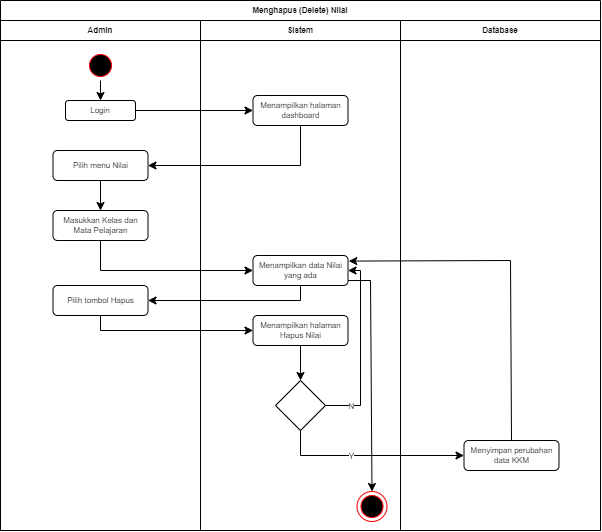 Menghapus (Delete) Nilai
Admin
Sistem
Database
Login
Menampilkan halaman
dashboard
Pilih menu Nilai
Masukkan Kelas dan
Mata Pelajaran
Menampilkan data Nilai
yang ada
Pilih tombol Hapus
Menampilkan halaman
Hapus Nilai
N
Y
Menyimpan perubahan
data KKM